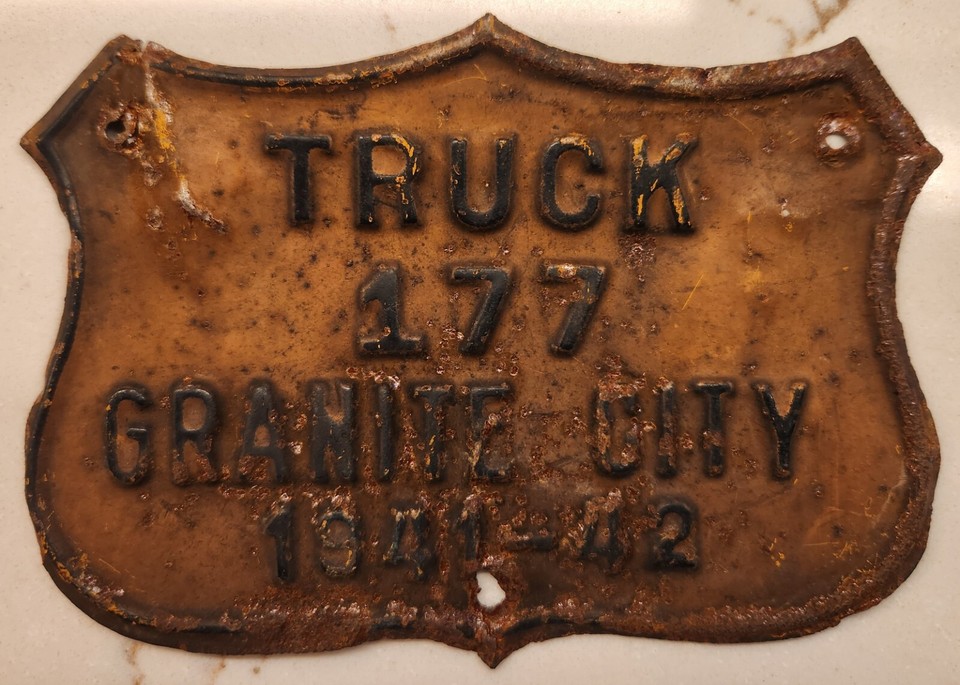 TRUCK
177
GRANITE CITY
1941-42